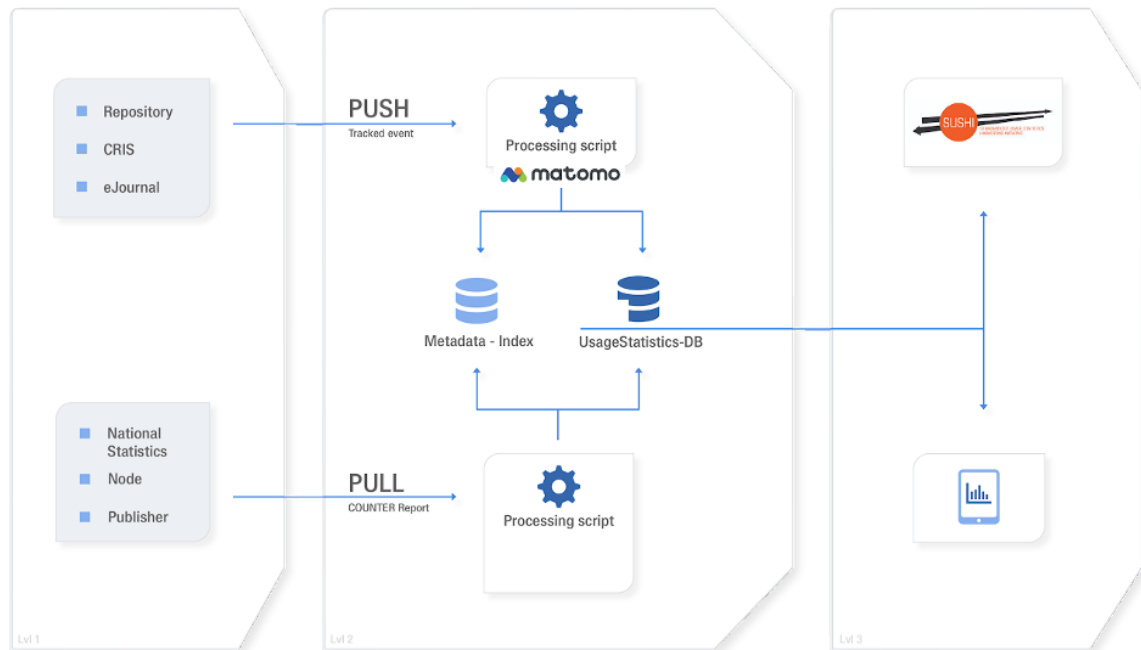 Repository
CRIS
eJournal
National
Statistics
Node
Publisher
Lvl 1
PUSH
Tracked event
Processing script
matomo
Metadata - Index
UsageStatistics-DB
PULL
COUNTER Report
Processing script
Lvl 2
SUSHI
Lvl 3